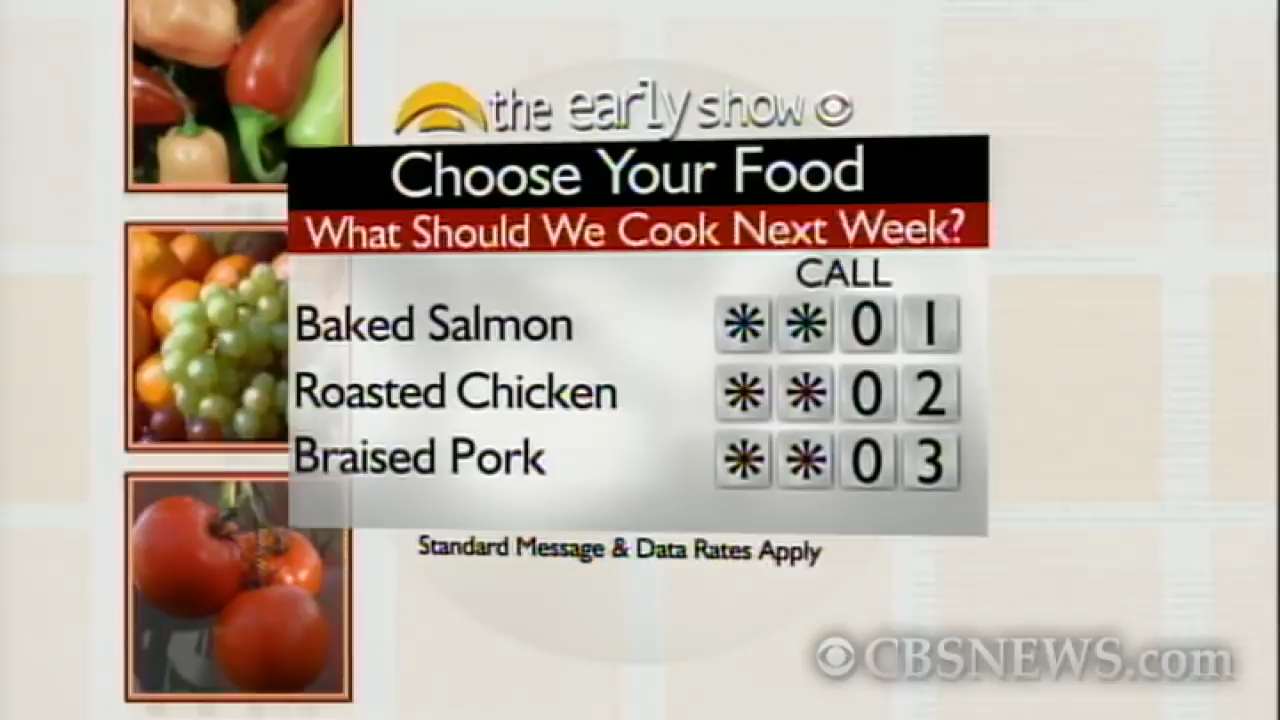 the early show
Choose Your Food
What Should We Cook Next Week?
CALL
Baked Salmon **01
Roasted Chicken **02
Braised Pork **03
Standard Message & Data Rates Apply
CBSNEWS.com